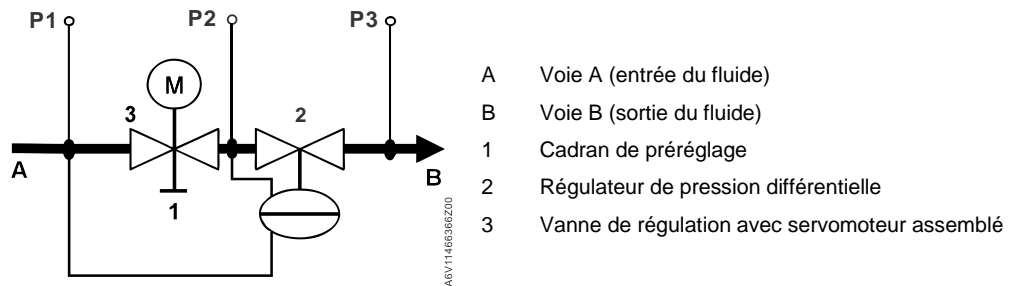 P1
P2
P3
M
3
2
A
B
1
A6V11466366Z00
A Voie A (entrée du fluide)
B Voie B (sortie du fluide)
1 Cadran de préréglage
2 Régulateur de pression différentielle
3 Vanne de régulation avec servomoteur assemblé